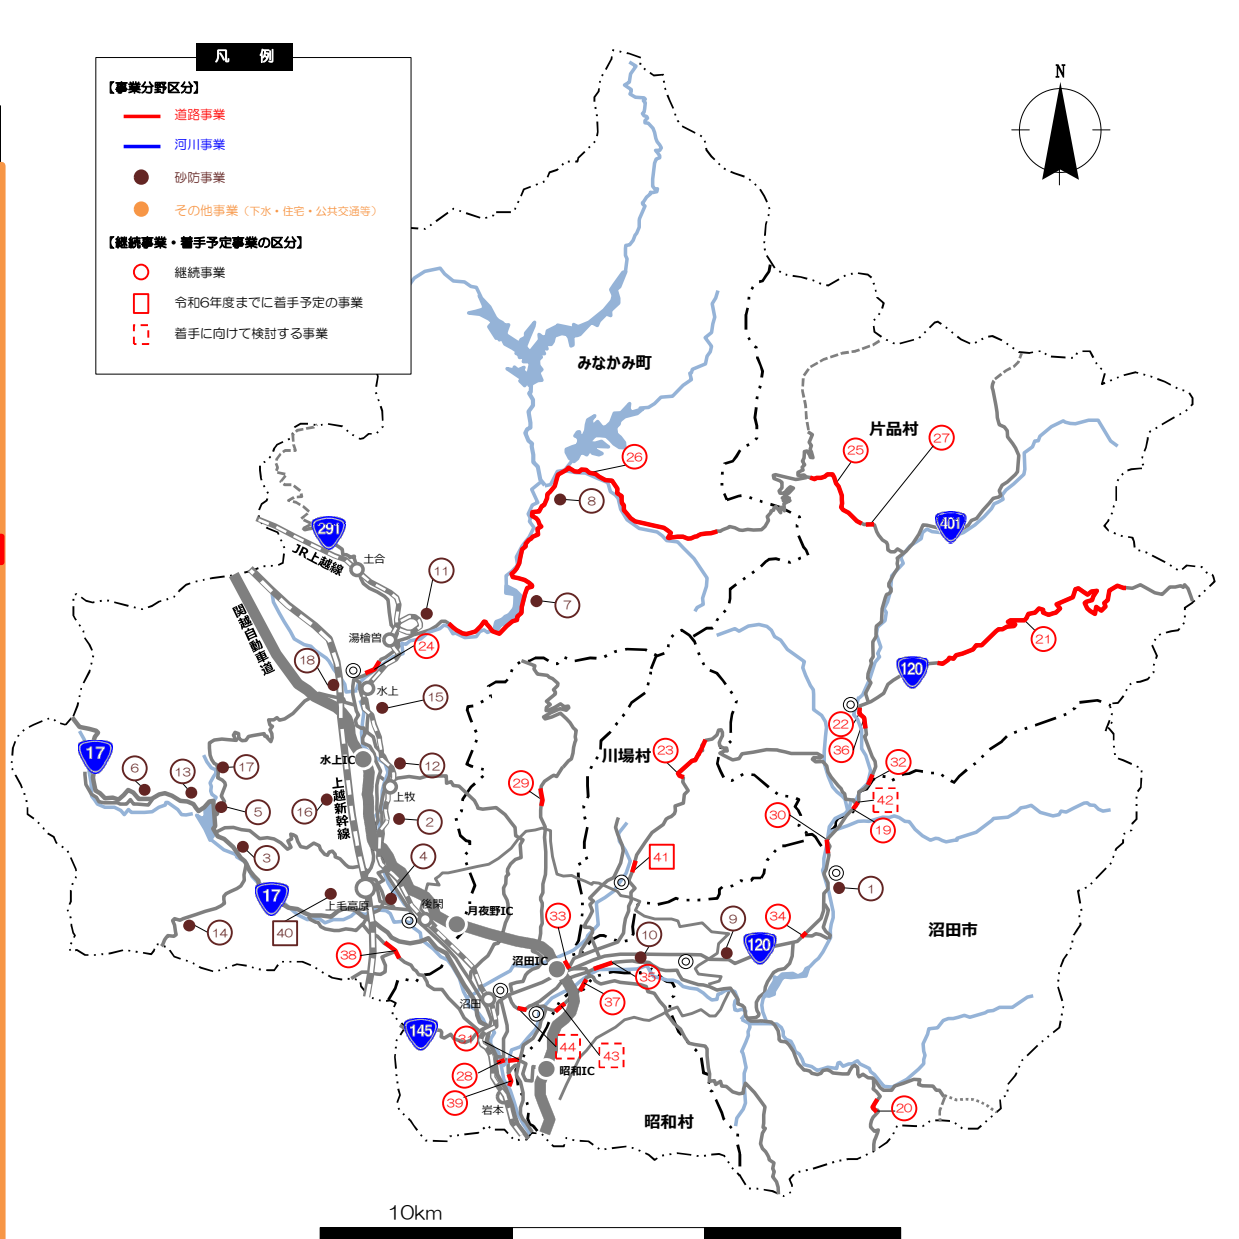 凡 例
【事業分野区分】
道路事業
河川事業
砂防事業
その他事業（下水・住宅・公共交通等）
【継続事業・着手予定事業の区分】
継続事業
令和6年度までに着手予定の事業
着手に向けて検討する事業
N
みなかみ町
片品村
25
27
26
8
401
291
JR上越線
土合
11
7
関越自動車道
湯檜曽
24
21
120
18
水上
15
22
36
川場村
23
17
水上IC
12
32
6
13
17
上越新幹線
上牧
29
42
16
5
2
30
19
3
4
41
1
17
上毛高原
後閑
月夜野IC
33
9
34
沼田市
14
40
10
120
38
沼田IC
35
沼田
37
145
31
44
43
28
昭和IC
39
岩本
20
昭和村
10km